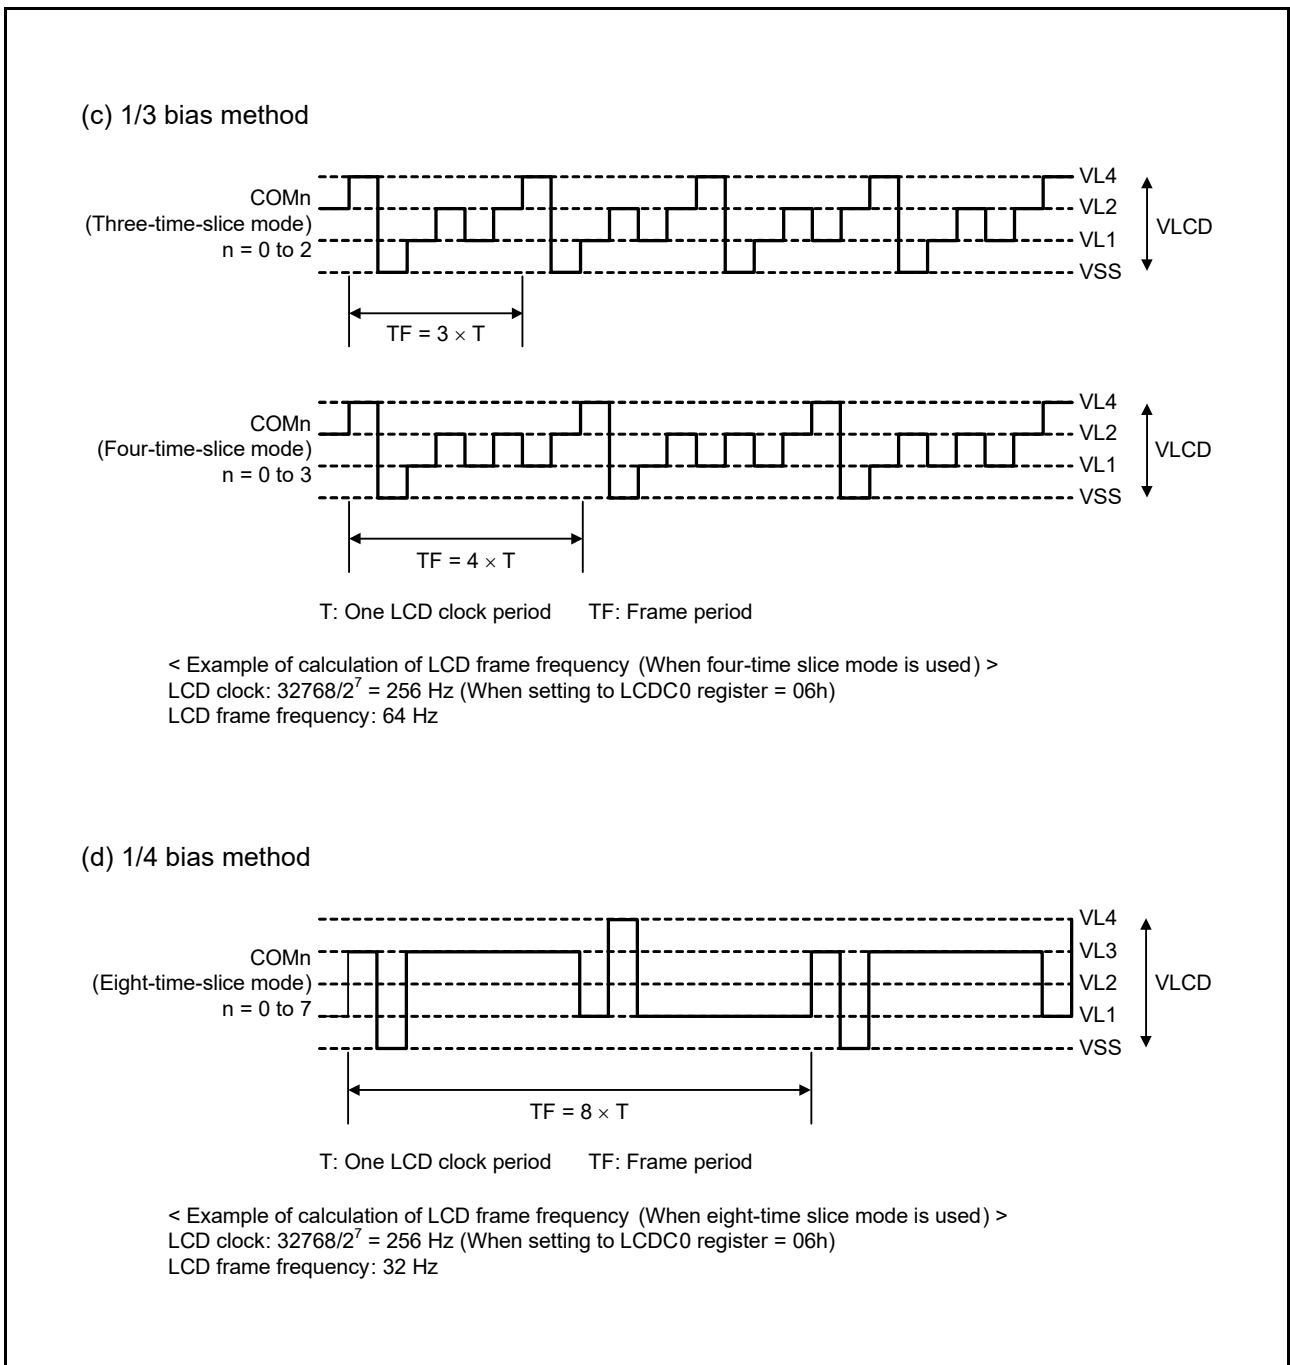 (c) 1/3 bias method
COMn
(Three-time-slice mode)
n = 0 to 2
VL4
VL2
VL1
VSS
VLCD
TF = 3 × T
COMn
(Four-time-slice mode)
n = 0 to 3
VL4
VL2
VL1
VSS
VLCD
TF = 4 × T
T: One LCD clock period TF: Frame period
< Example of calculation of LCD frame frequency (When four-time slice mode is used) >
LCD clock: 32768/2⁷ = 256 Hz (When setting to LCDC0 register = 06h)
LCD frame frequency: 64 Hz
(d) 1/4 bias method
COMn
(Eight-time-slice mode)
n = 0 to 7
VL4
VL3
VL2
VL1
VSS
VLCD
TF = 8 × T
T: One LCD clock period TF: Frame period
< Example of calculation of LCD frame frequency (When eight-time slice mode is used) >
LCD clock: 32768/2⁷ = 256 Hz (When setting to LCDC0 register = 06h)
LCD frame frequency: 32 Hz